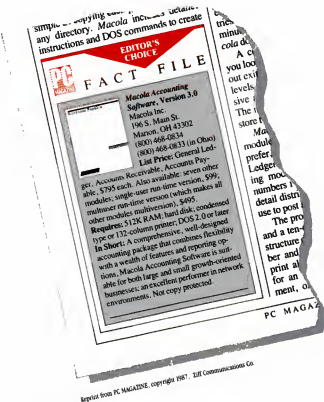 simple as copying each
any directory. Macola includes detailed
instructions and DOS commands to create
EDITOR'S
CHOICE
PC
MAGAZINE
FACT FILE
Macola Accounting
Software, Version 3.0
Macola Inc.
196 S. Main St.
Marion, OH 43302
(800) 468-0834
(800) 468-0833 (in Ohio)
List Price: General Led-
ger, Accounts Receivable, Accounts Pay-
able, $795 each. Also available: seven other
modules; single-user run-time version, $99;
multiuser run-time version (which makes all
other modules multiversion), $495.
Requires: 512K RAM; hard disk; condensed
type or 132-column printer; DOS 2.0 or later
In Short: A comprehensive, well-designed
accounting package that combines flexibility
with a wealth of features and reporting op-
tions, Macola Accounting Software is suit-
able for both large and small growth-oriented
businesses; an excellent performer in network
environments. Not copy protected.
tries
minu
cola do
A c
you loo
out exi
levels
sive
The
store
Ma
module
prefer
Ledger
ing mo
numbers
detail distri
use to post
The pro
and a ten-
structure
ber and
print a
for an
ment, o
PC MAGAZ
Reprint from PC MAGAZINE, copyright 1987, Ziff Communications Co.